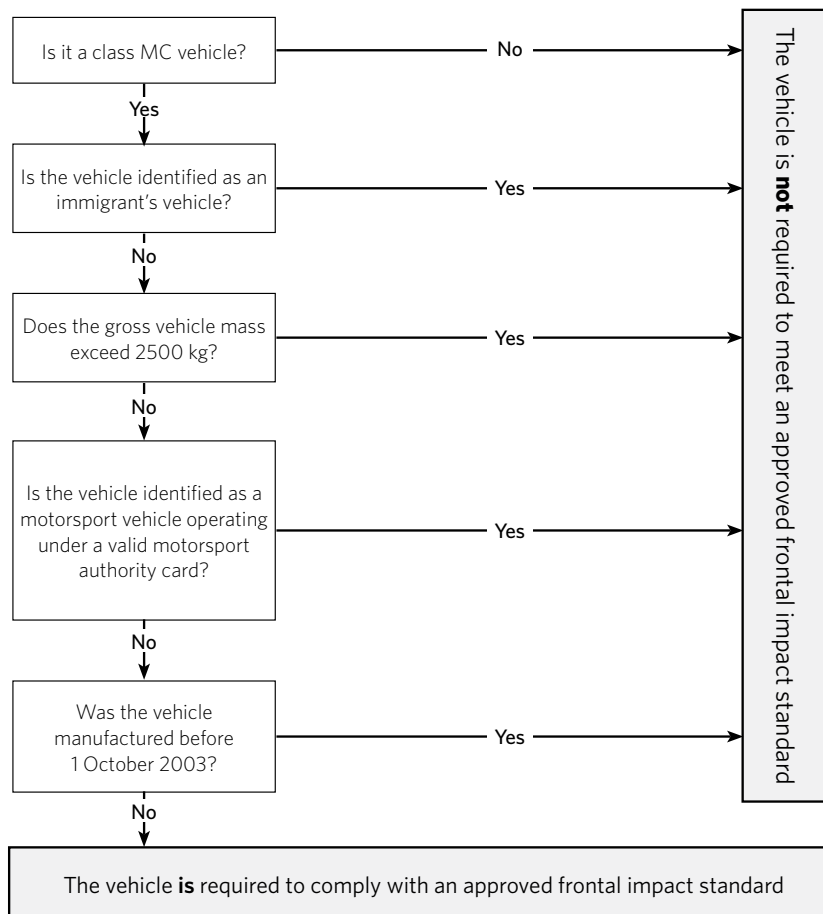 Is it a class MC vehicle?
No
Yes
Is the vehicle identified as an
immigrant's vehicle?
Yes
No
Does the gross vehicle mass
exceed 2500 kg?
Yes
No
Is the vehicle identified as a
motorsport vehicle operating
under a valid motorsport
authority card?
Yes
No
Was the vehicle
manufactured before
1 October 2003?
Yes
No
The vehicle is not required to meet an approved frontal impact standard
The vehicle is required to comply with an approved frontal impact standard